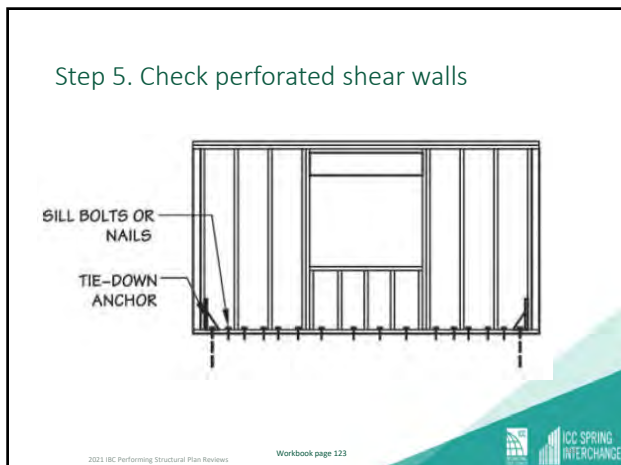 Step 5. Check perforated shear walls
SILL BOLTS OR
NAILS
TIE-DOWN
ANCHOR
2021 IBC Performing Structural Plan Reviews
Workbook page 123
ICC SPRING
INTERCHANGE